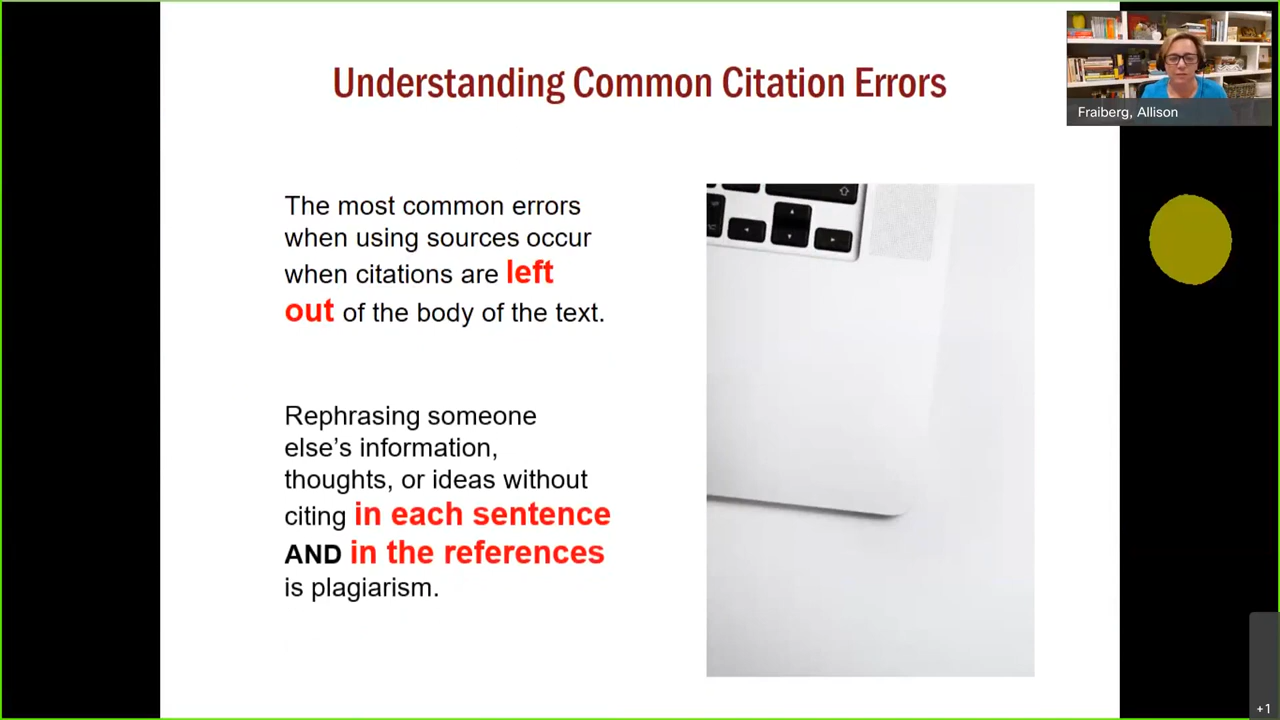 Understanding Common Citation Errors
Fraiberg, Allison
The most common errors
when using sources occur
when citations are left
out of the body of the text.
Rephrasing someone
else’s information,
thoughts, or ideas without
citing in each sentence
AND in the references
is plagiarism.
+1